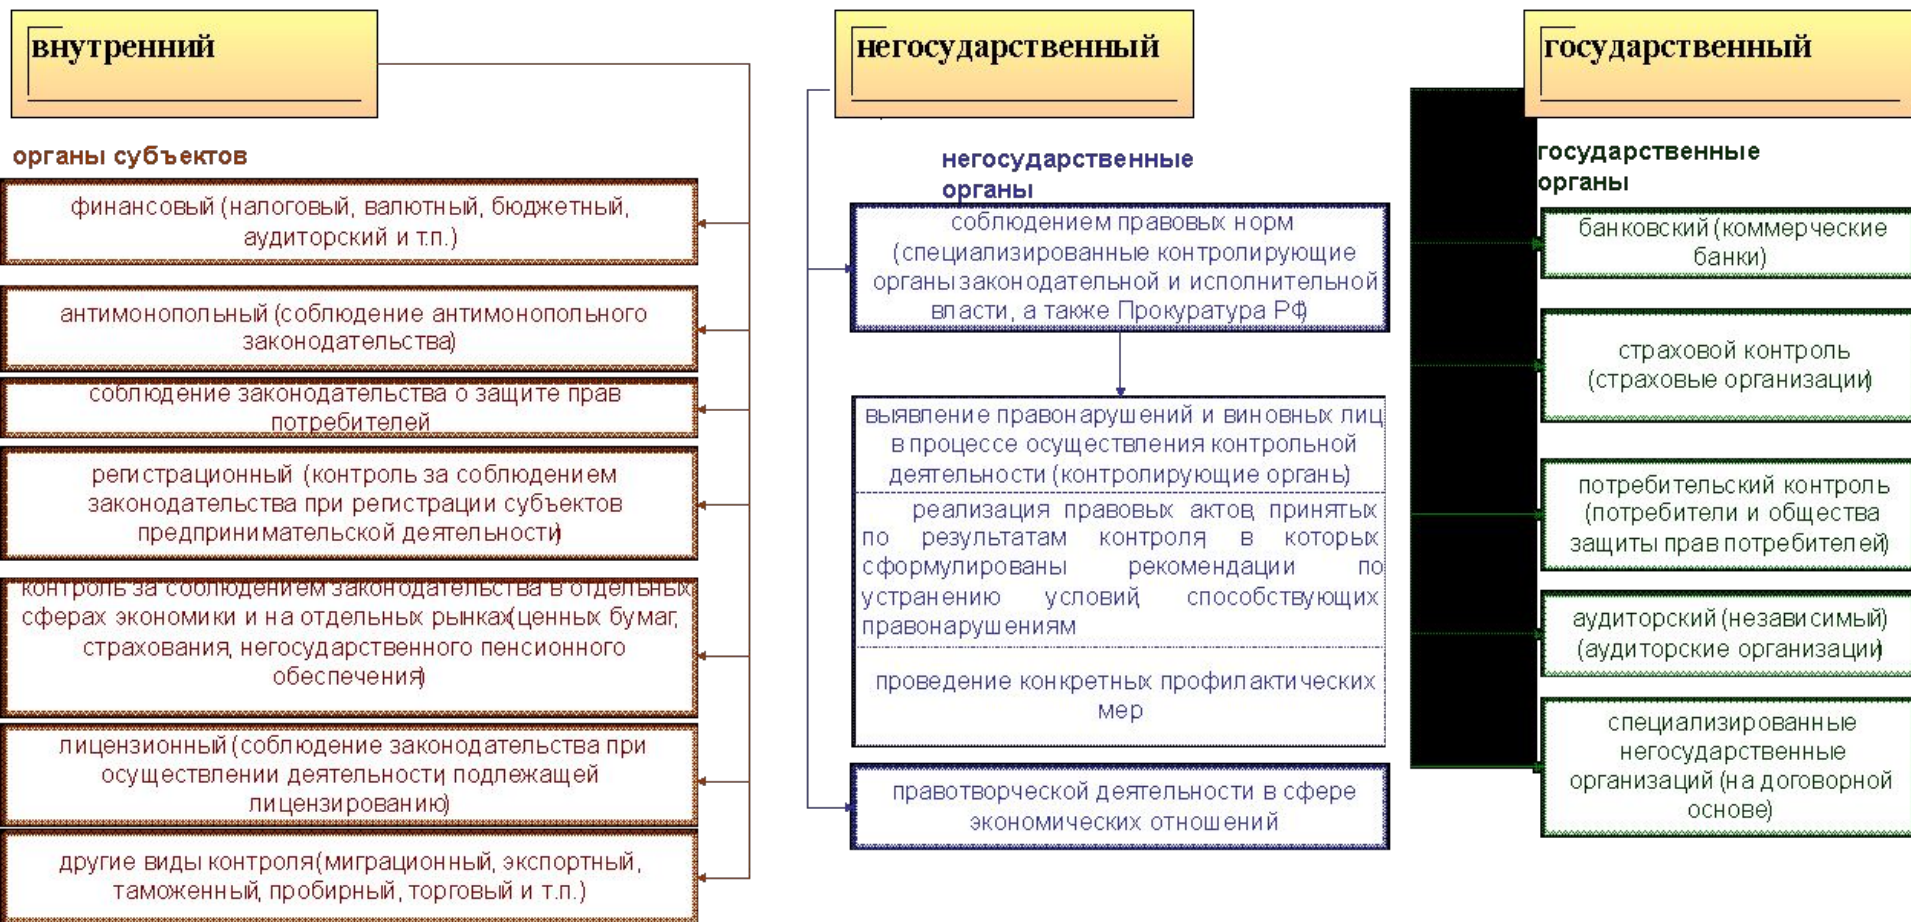 внутренний
органы субъектов
финансовый (налоговый, валютный, бюджетный,
аудиторский и т.п.)
антимонопольный (соблюдение антимонопольного
законодательства)
соблюдение законодательства о защите прав
потребителей
регистрационный (контроль за соблюдением
законодательства при регистрации субъектов
предпринимательской деятельности)
контроль за соблюдением законодательства в отдельных
сферах экономики и на отдельных рынках(ценных бумаг,
страхования, негосударственного пенсионного
обеспечения)
лицензионный (соблюдение законодательства при
осуществлении деятельности, подлежащей
лицензированию)
другие виды контроля(миграционный, экспортный,
таможенный, пробирный, торговый и т.п.)
негосударственный
негосударственные
органы
соблюдением правовых норм
(специализированные контролирующие
органы законодательной и исполнительной
власти, а также Прокуратура РФ)
выявление правонарушений и виновных лиц
в процессе осуществления контрольной
деятельности (контролирующие органы)
реализация правовых актов, принятых
по результатам контроля, в которых
сформулированы рекомендации по
устранению условий, способствующих
правонарушениям
проведение конкретных профилактических
мер
правотворческой деятельности в сфере
экономических отношений
государственный
государственные
органы
банковский (коммерческие
банки)
страховой контроль
(страховые организации)
потребительский контроль
(потребители и общества
защиты прав потребителей)
аудиторский (независимый)
(аудиторские организации)
специализированные
негосударственные
организаций (на договорной
основе)